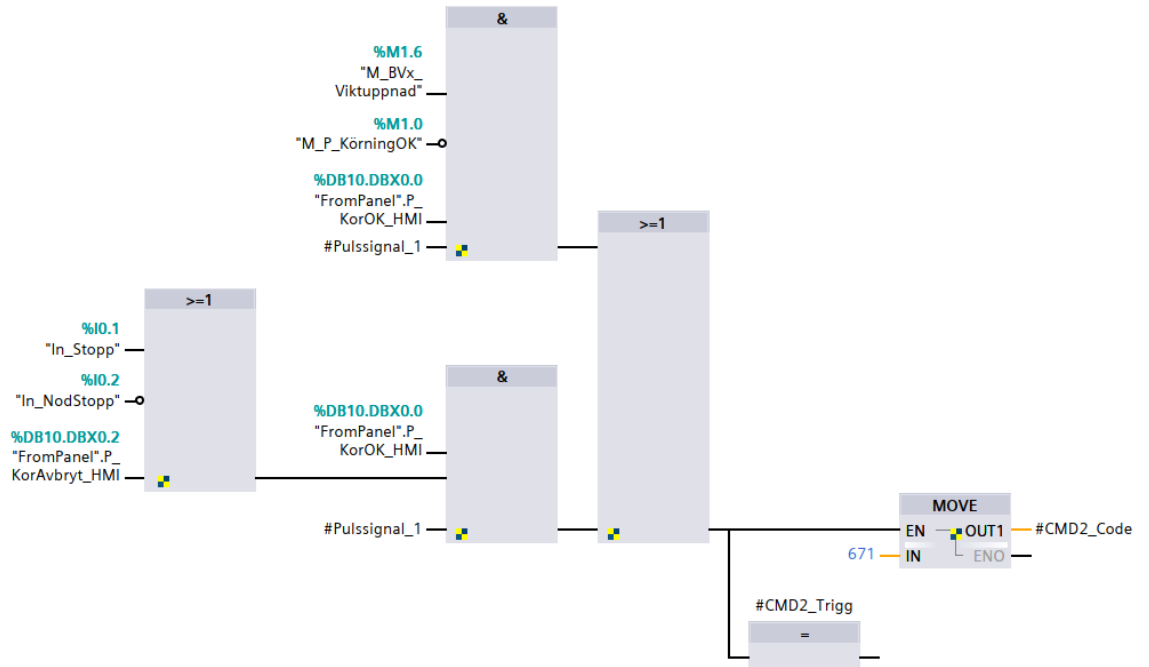 &
%M1.6
"M_BVx_
Viktuppnad"
%M1.0
"M_P_KörningOK"
%DB10.DBX0.0
"FromPanel".P_
KorOK_HMI
#Pulssignal_1
>=1
>=1
%I0.1
"In_Stopp"
%I0.2
"In_NodStopp"
%DB10.DBX0.2
"FromPanel".P_
KorAvbryt_HMI
&
%DB10.DBX0.0
"FromPanel".P_
KorOK_HMI
#Pulssignal_1
MOVE
EN
OUT1
#CMD2_Code
671
IN
ENO
#CMD2_Trigg
=